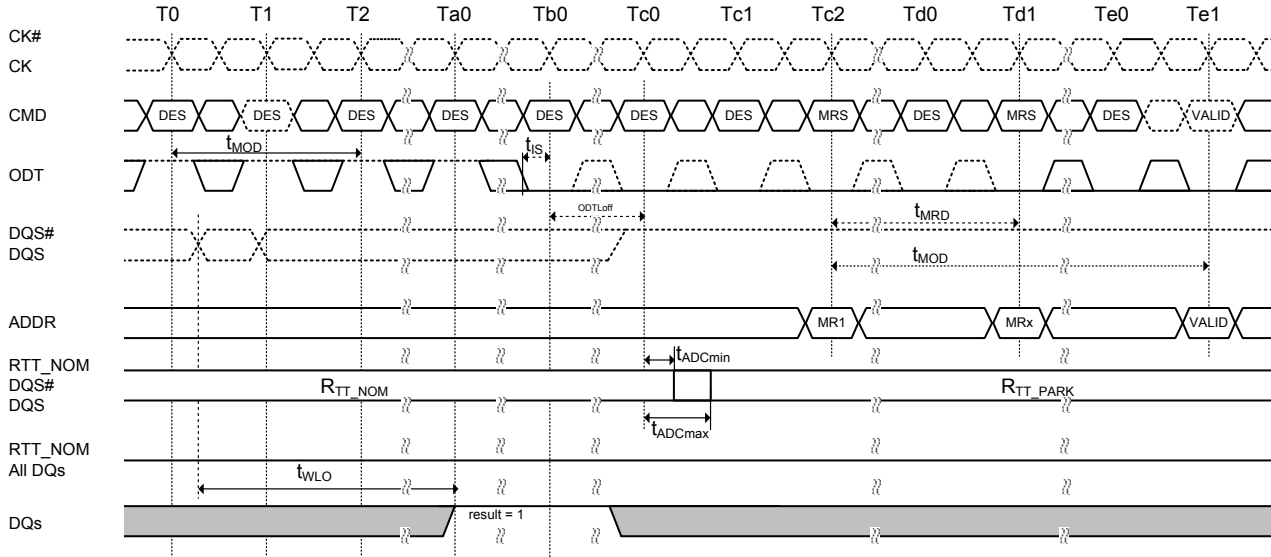 T0 T1 T2 Ta0 Tb0 Tc0 Tc1 Tc2 Td0 Td1 Te0 Te1
CK#
CK
CMD DES DES DES DES DES DES DES MRS DES MRS DES VALID
tMOD tIS
ODT
ODTLoff tMRD
DQS#
DQS
tMOD
ADDR MR1 MRx VALID
tADCmin
RTT_NOM
DQS# RTT_NOM RTT_PARK
DQS
tADCmax
RTT_NOM
All DQs
tWLO
result = 1
DQs